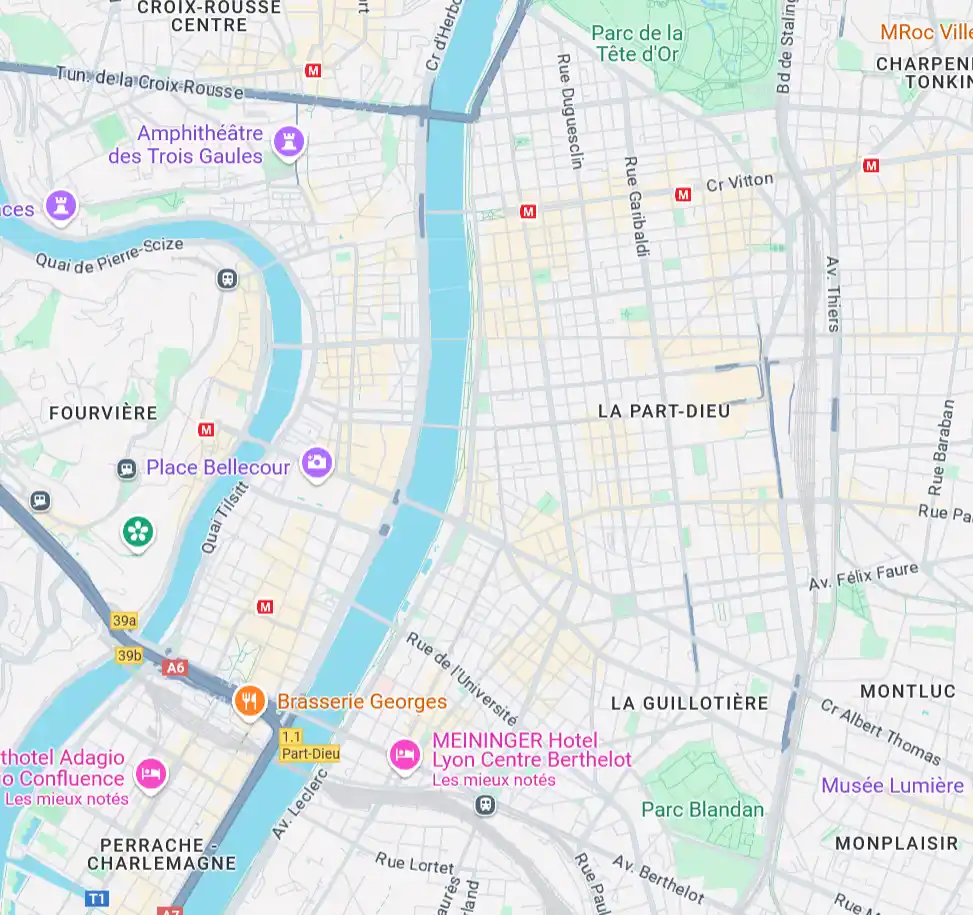 CROIX-ROUSSE
CENTRE
Cr d'Herbo
Parc de la
Tête d'Or
Bd de Staling
MRoc Ville
CHARPEN
TONKIN
M
Tun. de la Croix-Rousse
Rue Duguesclin
Amphithéâtre
des Trois Gaules
Rue Garibaldi
Cr Vitton
M
M
M
ces
Quai de Pierre-Scize
Av. Thiers
FOURVIÈRE
LA PART-DIEU
M
Place Bellecour
Rue Baraban
Quai Tilsitt
Rue Pa
Av. Félix Faure
M
39a
39b
A6
Rue de l'Université
Brasserie Georges
LA GUILLOTIÈRE
MONTLUC
Cr Albert Thomas
1.1
Part-Dieu
MEININGER Hotel
Lyon Centre Berthelot
Les mieux notés
thotel Adagio
o Confluence
Les mieux notés
Musée Lumière
Parc Blandan
Av. Leclerc
PERRACHE -
CHARLEMAGNE
MONPLAISIR
Rue Lortet
Av. Berthelot
Rue Paul
T1
A7